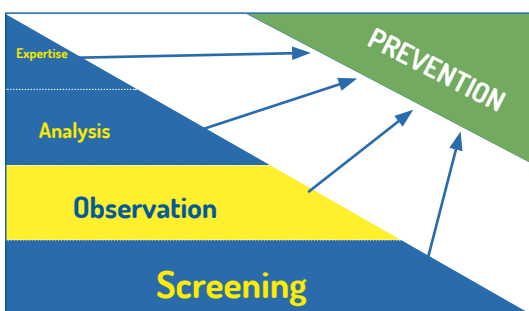 Expertise
PREVENTION
Analysis
Observation
Screening